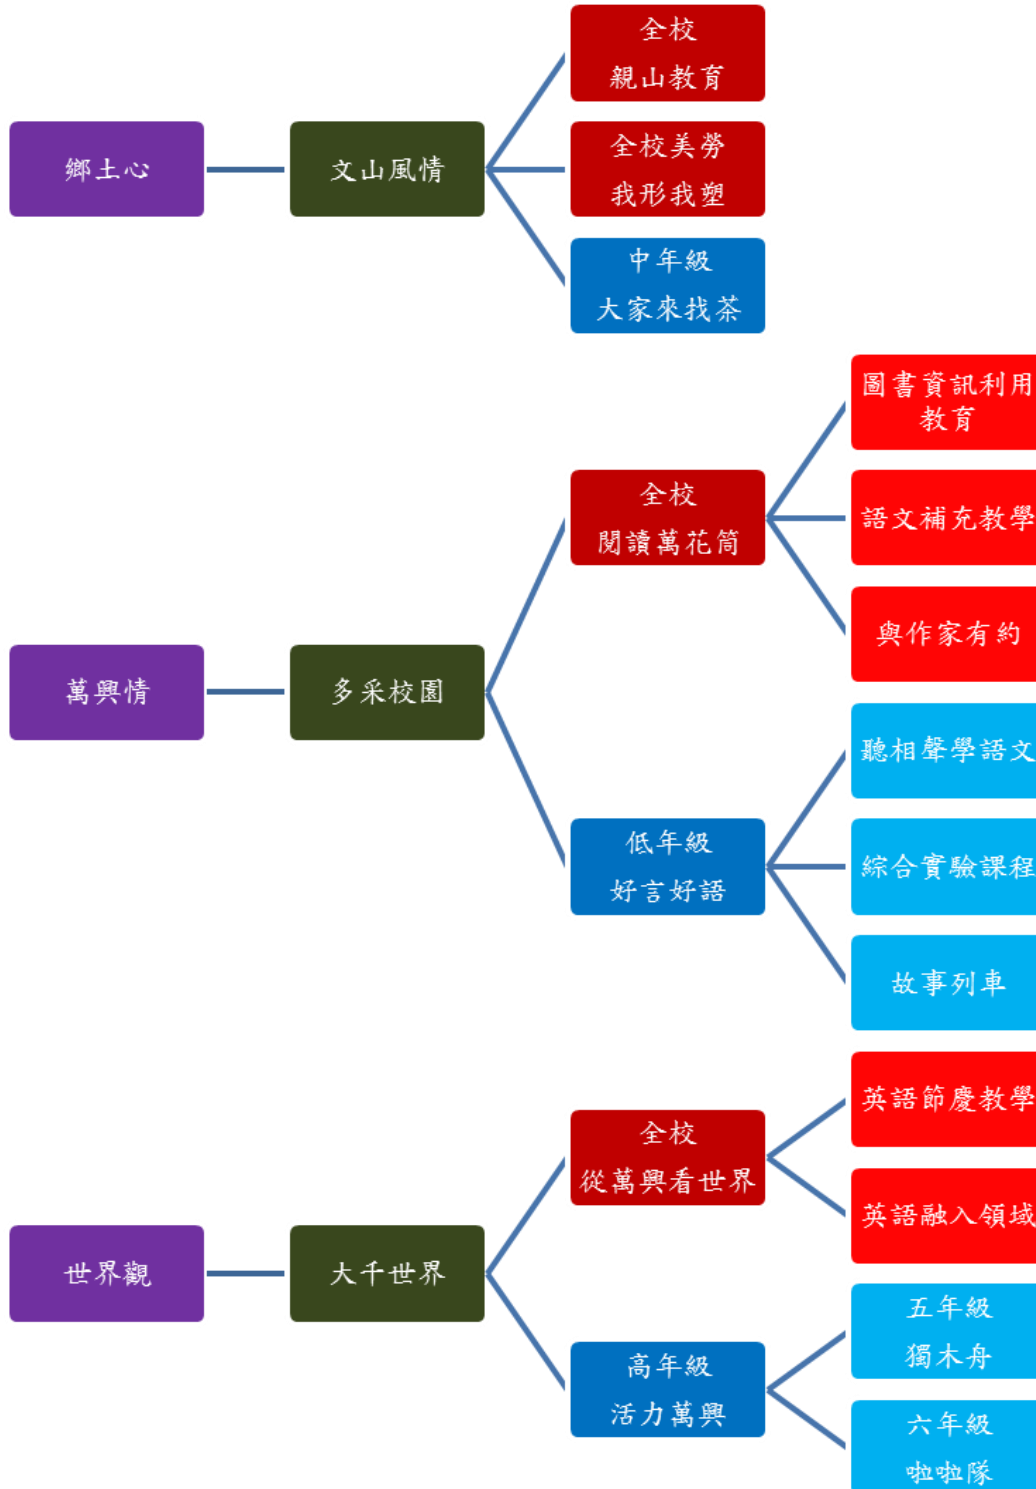 鄉土心
文山風情
全校
親山教育
全校美勞
我形我塑
中年級
大家來找茶
萬興情
多采校園
全校
閱讀萬花筒
圖書資訊利用
教育
語文補充教學
與作家有約
低年級
好言好語
聽相聲學語文
綜合實驗課程
故事列車
世界觀
大千世界
全校
從萬興看世界
英語節慶教學
英語融入領域
高年級
活力萬興
五年級
獨木舟
六年級
啦啦隊